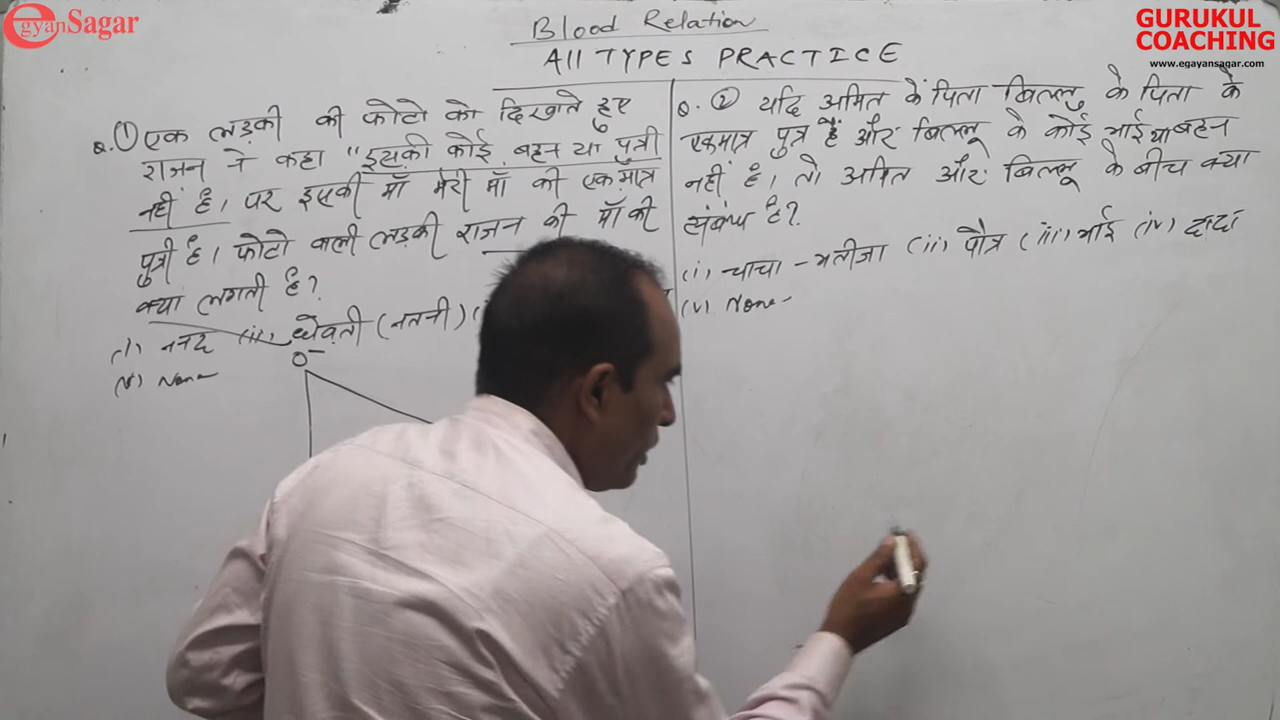 egyanSagar
Blood Relation
All TYPES PRACTICE
GURUKUL
COACHING
www.egayansagar.com
Q. ① एक लड़की की फोटो को दिखाते हुए
राजन ने कहा "इसकी कोई बहन या पुत्री
नहीं है, पर इसकी माँ मेरी माँ की एकमात्र
पुत्री है। फोटो वाली लड़की राजन की माँ की
क्या लगती है?
(i) ननद (ii) धेवती (नतनी) (
(v) None
Q. ② यदि अमित के पिता बिल्लु के पिता के
एकमात्र पुत्र हैं और बिल्लु के कोई भाई या बहन
नहीं है। तो अमित और बिल्लू के बीच क्या
संबंध है?
(i) चाचा - भतीजा (ii) पौत्र (iii) भाई (iv) दादा
(v) None